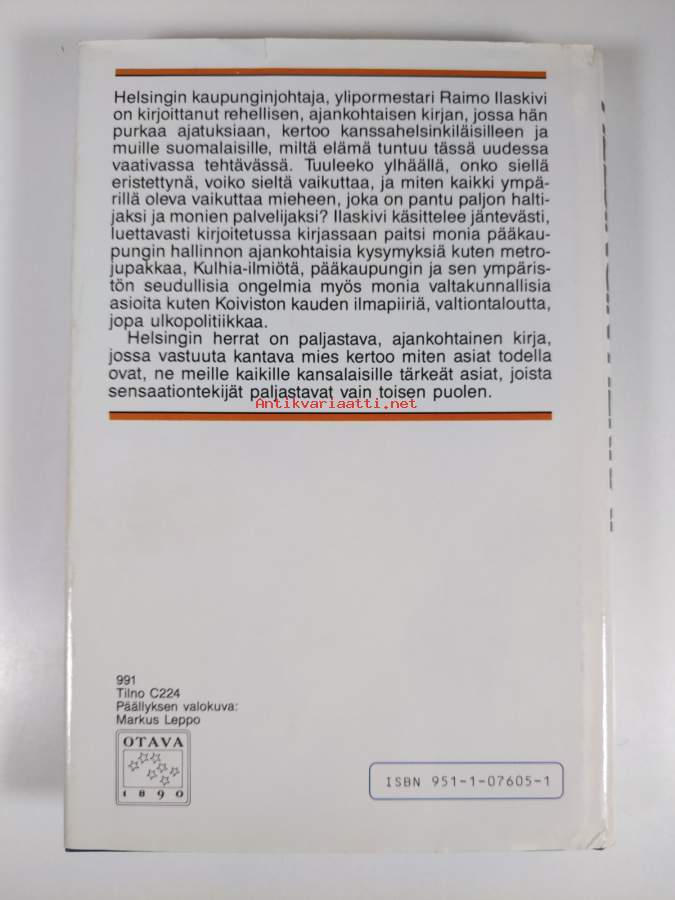 Helsingin kaupunginjohtaja, ylipormestari Raimo Ilaskivi
on kirjoittanut rehellisen, ajankohtaisen kirjan, jossa hän
purkaa ajatuksiaan, kertoo kanssahelsinkiläisilleen ja
muille suomalaisille, miltä elämä tuntuu tässä uudessa
vaativassa tehtävässä. Tuuleeko ylhäällä, onko siellä
eristettynä, voiko sieltä vaikuttaa, ja miten kaikki ympä-
rillä oleva vaikuttaa mieheen, joka on pantu paljon halti-
jaksi ja monien palvelijaksi? Ilaskivi käsittelee jäntevästi,
luettavasti kirjoitetussa kirjassaan paitsi monia pääkau-
pungin hallinnon ajankohtaisia kysymyksiä kuten metro-
jupakkaa, Kulhia-ilmiötä, pääkaupungin ja sen ympäris-
tön seudullisia ongelmia myös monia valtakunnallisia
asioita kuten Koiviston kauden ilmapiiriä, valtiontaloutta,
jopa ulkopolitiikkaa.
Helsingin herrat on paljastava, ajankohtainen kirja,
jossa vastuuta kantava mies kertoo miten asiat todella
ovat, ne meille kaikille kansalaisille tärkeät asiat, joista
sensaationtekijät paljastavat vain toisen puolen.
Antikvariaatti.net
991
Tilno C224
Päällyksen valokuva:
Markus Leppo
OTAVA
1890
ISBN 951-1-07605-1